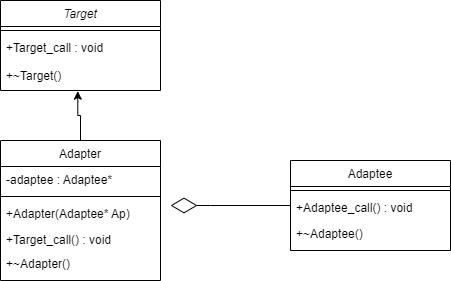 Target
+Target_call : void
+~Target()
Adapter
-adaptee : Adaptee*
+Adapter(Adaptee* Ap)
+Target_call() : void
+~Adapter()
Adaptee
+Adaptee_call() : void
+~Adaptee()